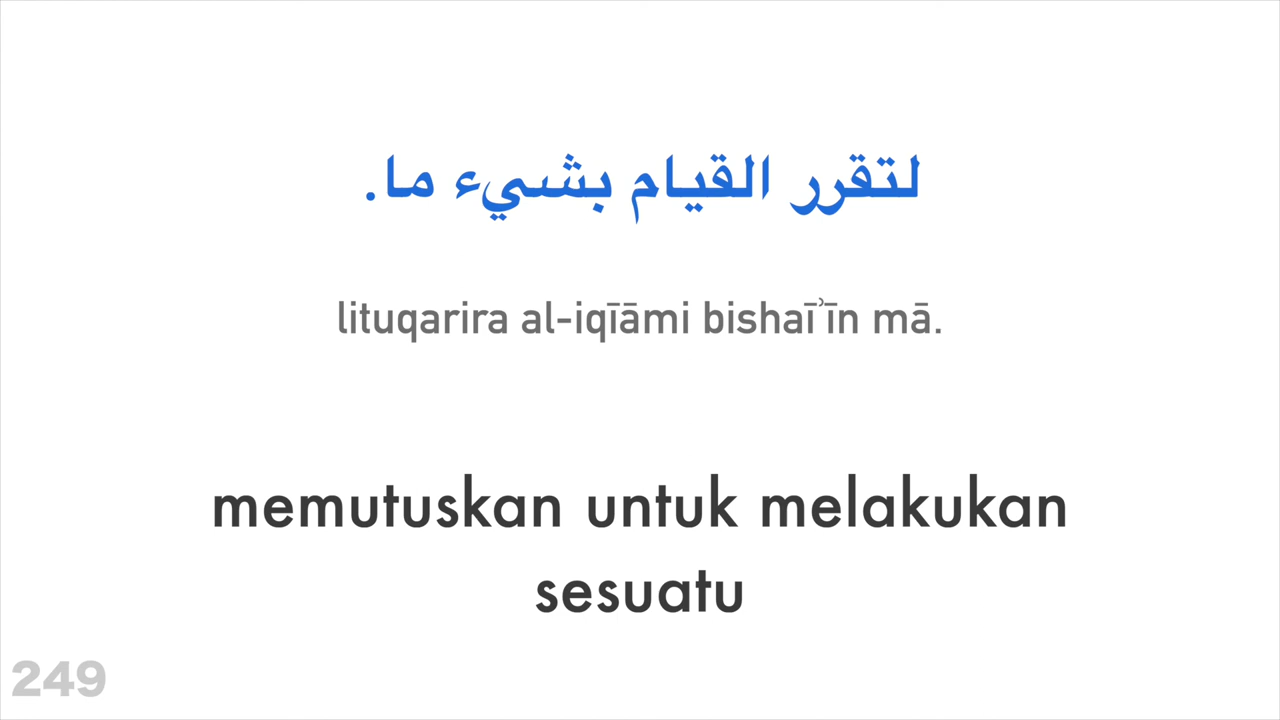 لتقرر القيام بشيء ما.
lituqarira al-iqīāmi bishaīʾīn mā.
memutuskan untuk melakukan
sesuatu
249